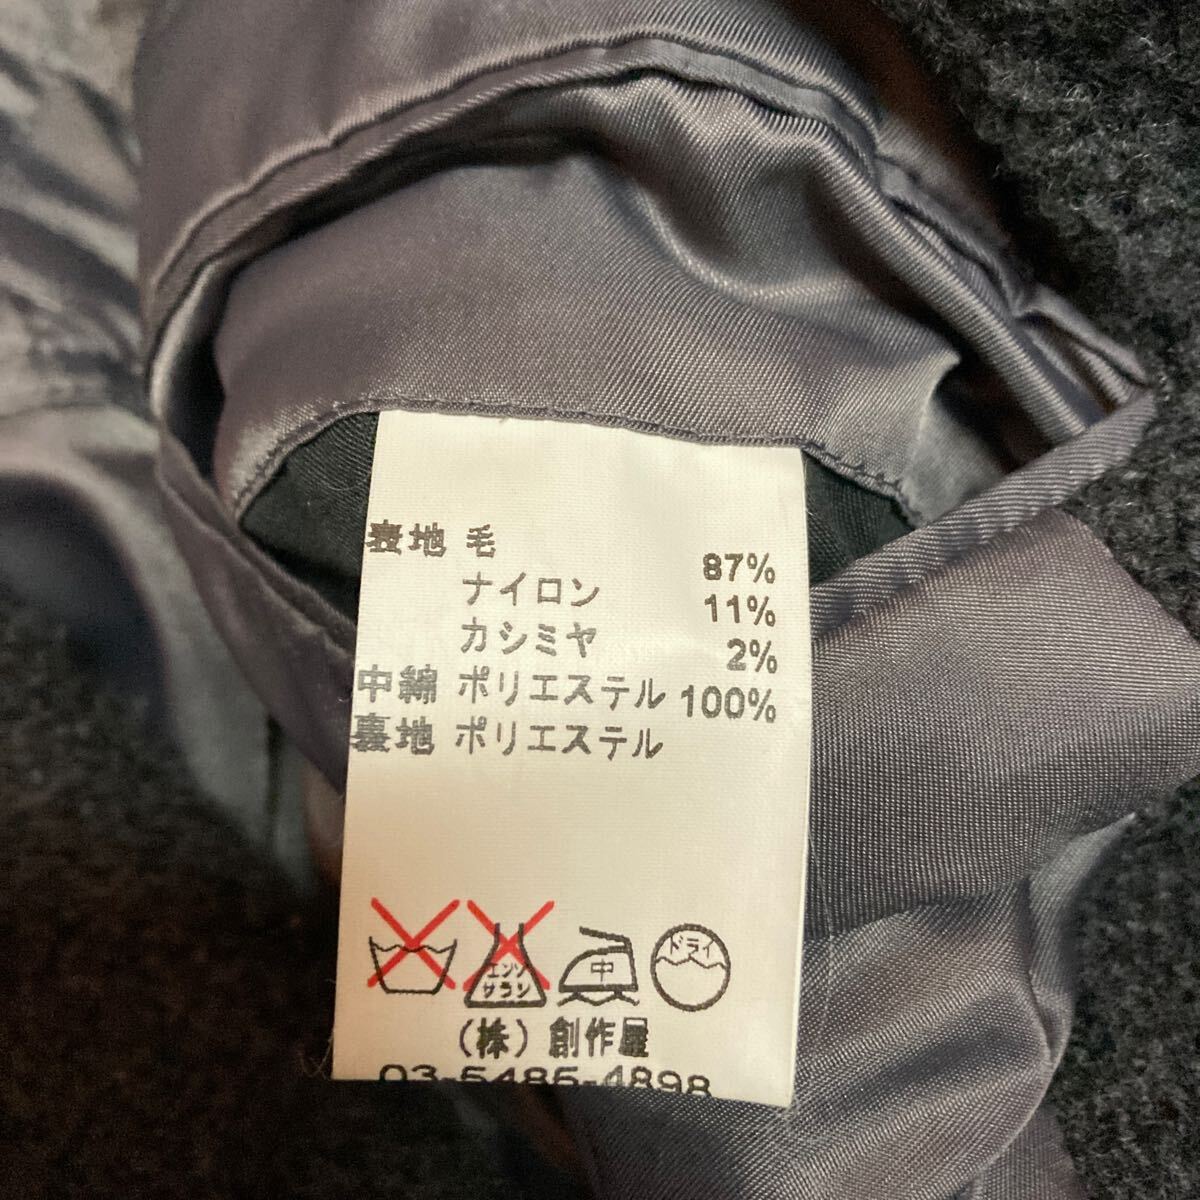 表地 毛 87%
ナイロン 11%
カシミヤ 2%
中綿 ポリエステル 100%
裏地 ポリエステル
エンソ
サラシ
中
ドライ
(株) 創作屋
03-5485-4898